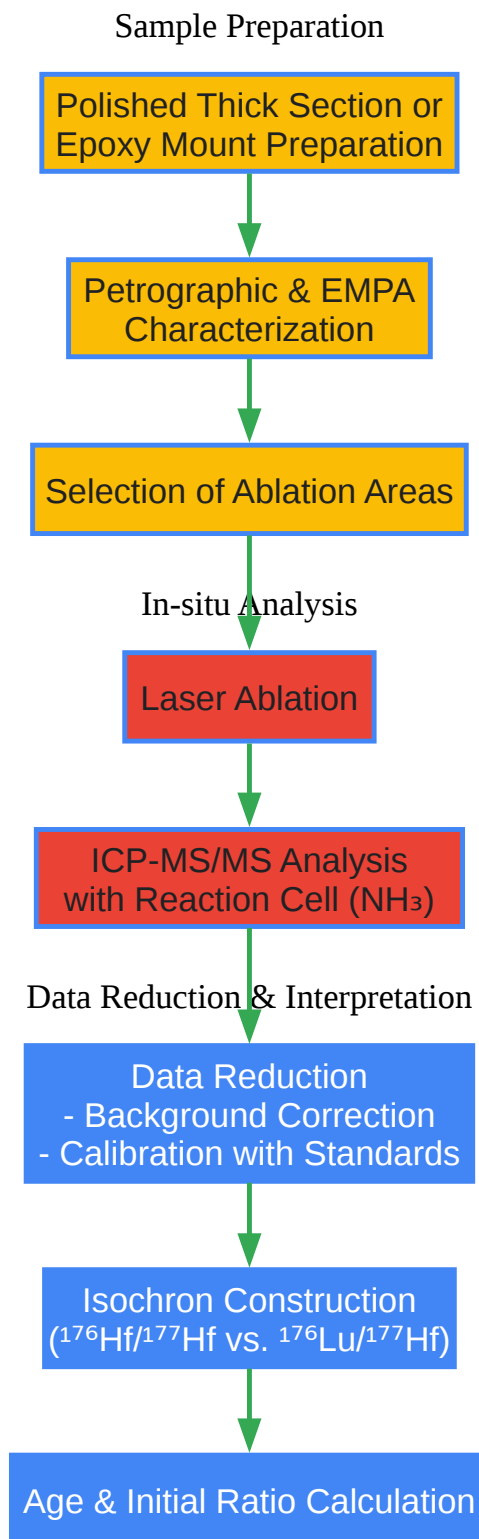 Sample Preparation
Polished Thick Section or
Epoxy Mount Preparation
Petrographic & EMPA
Characterization
Selection of Ablation Areas
In-situ Analysis
Laser Ablation
ICP-MS/MS Analysis
with Reaction Cell (NH₃)
Data Reduction & Interpretation
Data Reduction
- Background Correction
- Calibration with Standards
Isochron Construction
(¹⁷⁶Hf/¹⁷⁷Hf vs. ¹⁷⁶Lu/¹⁷⁷Hf)
Age & Initial Ratio Calculation